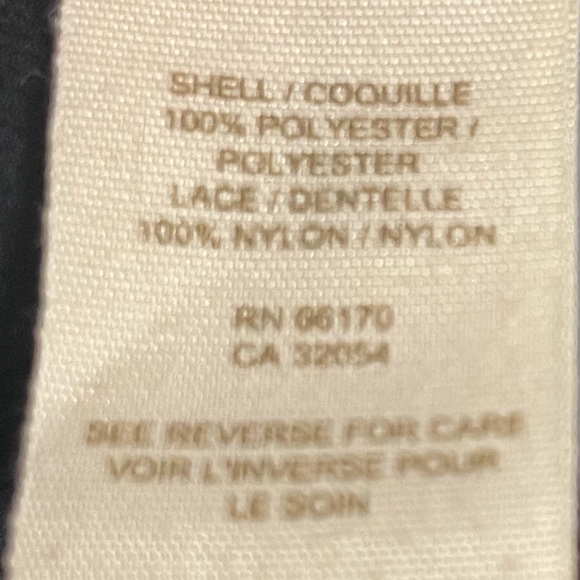 SHELL / COQUILLE
100% POLYESTER /
POLYESTER
LACE / DENTELLE
100% NYLON / NYLON
RN 66170
CA 32054
SEE REVERSE FOR CARE
VOIR L'INVERSE POUR
LE SOIN